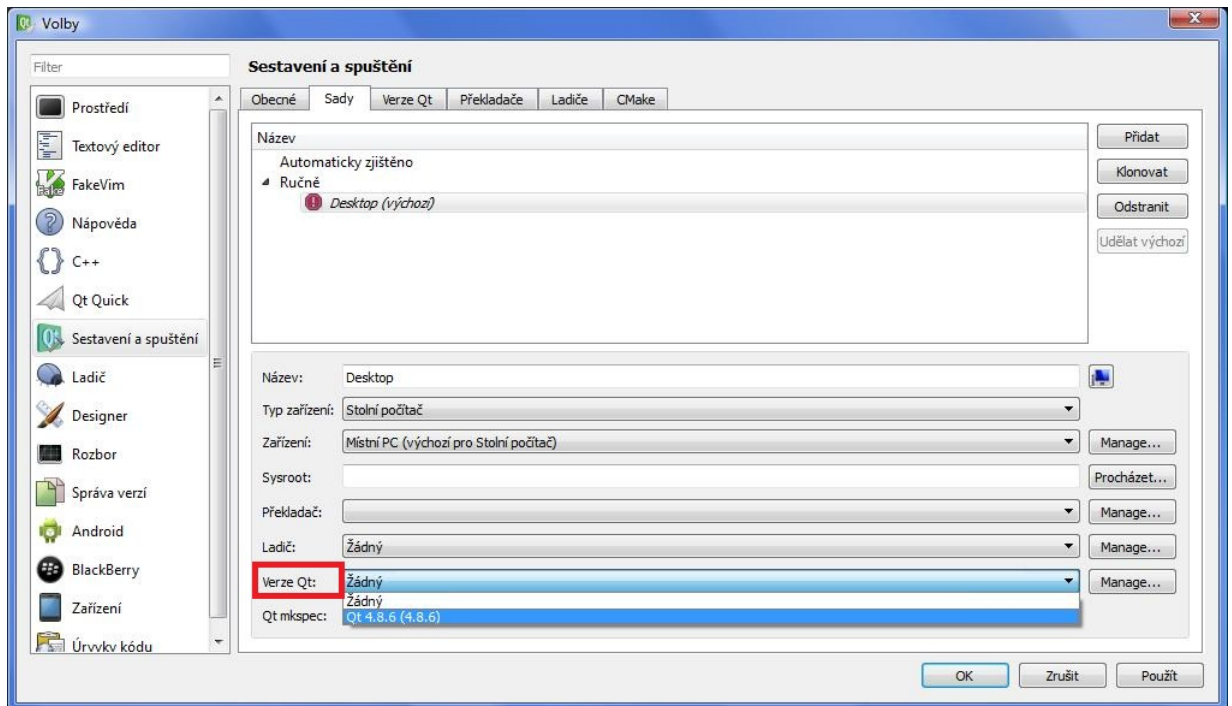 Volby
Filter
Prostředí
Textový editor
FakeVim
Nápověda
C++
Qt Quick
Sestavení a spuštění
Ladič
Designer
Rozbor
Správa verzí
Android
BlackBerry
Zařízení
Úryvky kódu
Sestavení a spuštění
Obecné Sady Verze Qt Překladače Ladiče CMake
Název
Automaticky zjištěno
Ručně
Desktop (výchozí)
Přidat
Klonovat
Odstranit
Udělat výchozí
Název: Desktop
Typ zařízení: Stolní počítač
Zařízení: Místní PC (výchozí pro Stolní počítač) Manage...
Sysroot: Procházet...
Překladač: Manage...
Ladič: Žádný Manage...
Verze Qt: Žádný Manage...
Žádný
Qt mkspec: Qt 4.8.6 (4.8.6)
OK Zrušit Použít